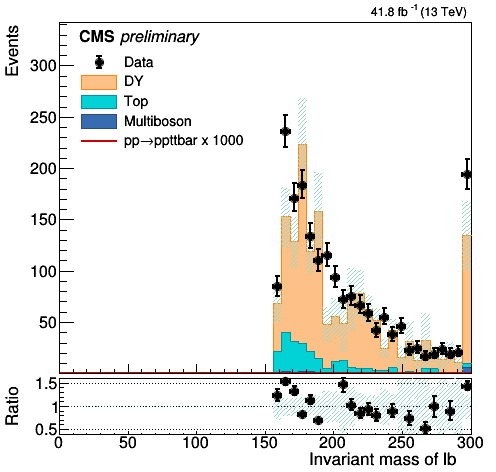 41.8 fb⁻¹ (13 TeV)
CMS preliminary
Data
DY
Top
Multiboson
pp→ppttbar x 1000
Events
300
250
200
150
100
50
Ratio
1.5
1
0.5
0 50 100 150 200 250 300
Invariant mass of lb